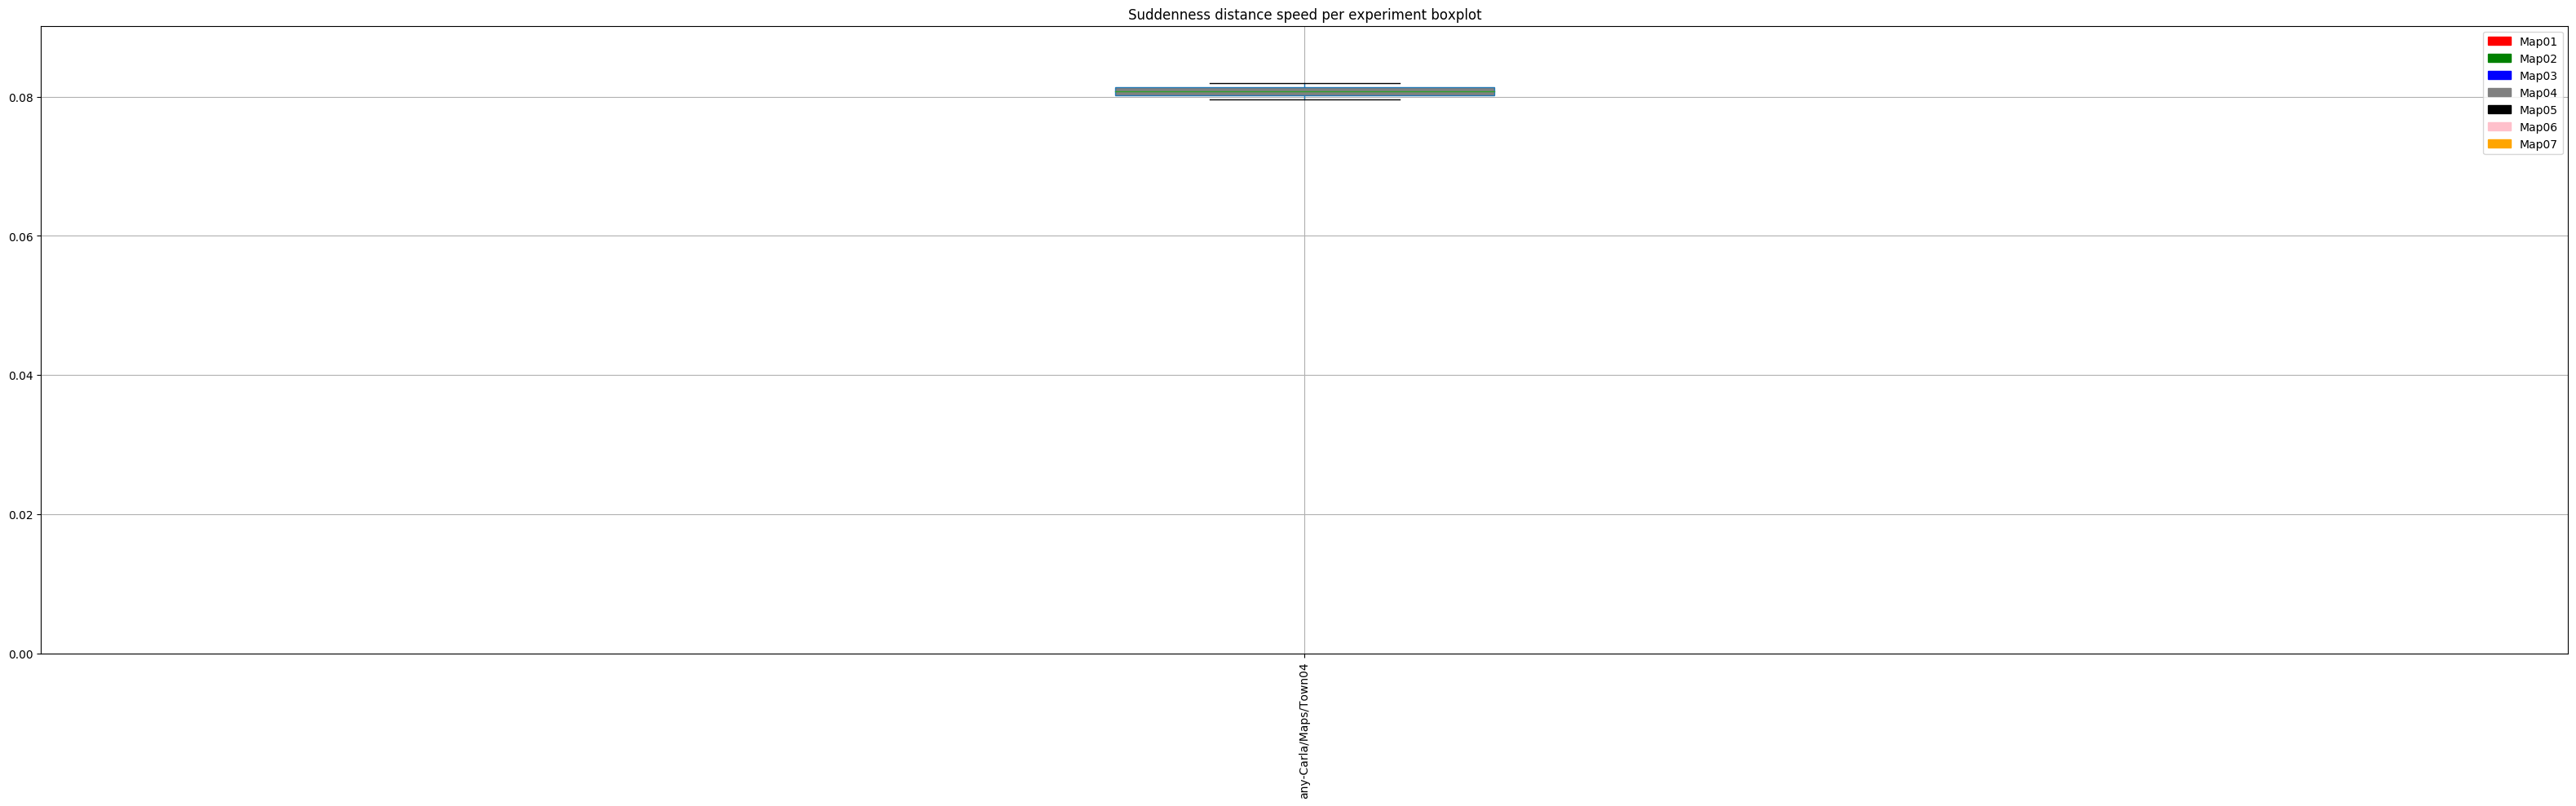 Suddenness distance speed per experiment boxplot
Map01
Map02
Map03
Map04
Map05
Map06
Map07
0.08
0.06
0.04
0.02
0.00
any-Carla/Maps/Town04